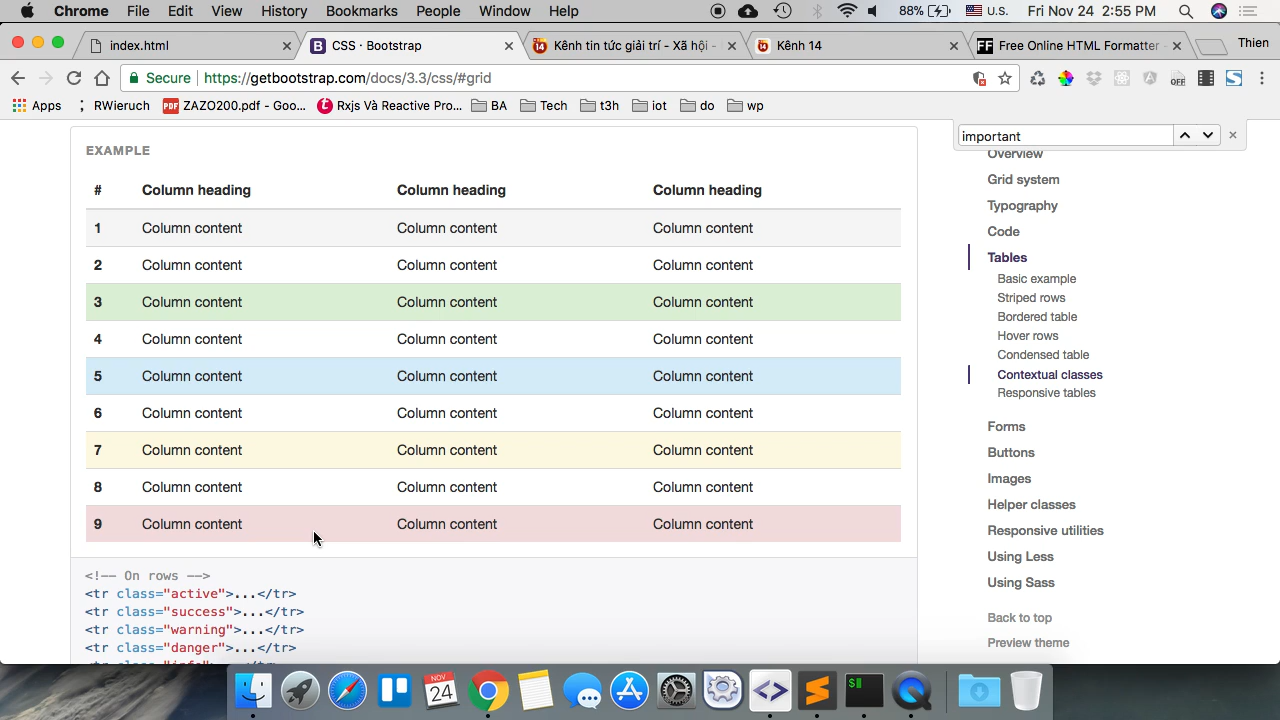 Chrome File Edit View History Bookmarks People Window Help 88% U.S. Fri Nov 24 2:55 PM
index.html CSS · Bootstrap Kênh tin tức giải trí - Xã hội - Kênh 14 Free Online HTML Formatter Thien
Secure https://getbootstrap.com/docs/3.3/css/#grid OFF
Apps RWieruch ZAZO200.pdf - Goo... Rxjs Và Reactive Pro... BA Tech t3h iot do wp
important
EXAMPLE
# Column heading Column heading Column heading
1 Column content Column content Column content
2 Column content Column content Column content
3 Column content Column content Column content
4 Column content Column content Column content
5 Column content Column content Column content
6 Column content Column content Column content
7 Column content Column content Column content
8 Column content Column content Column content
9 Column content Column content Column content
<!-- On rows -->
<tr class="active">...</tr>
<tr class="success">...</tr>
<tr class="warning">...</tr>
<tr class="danger">...</tr>
<tr class="info">...</tr>
Overview
Grid system
Typography
Code
Tables
Basic example
Striped rows
Bordered table
Hover rows
Condensed table
Contextual classes
Responsive tables
Forms
Buttons
Images
Helper classes
Responsive utilities
Using Less
Using Sass
Back to top
Preview theme
NOV
24